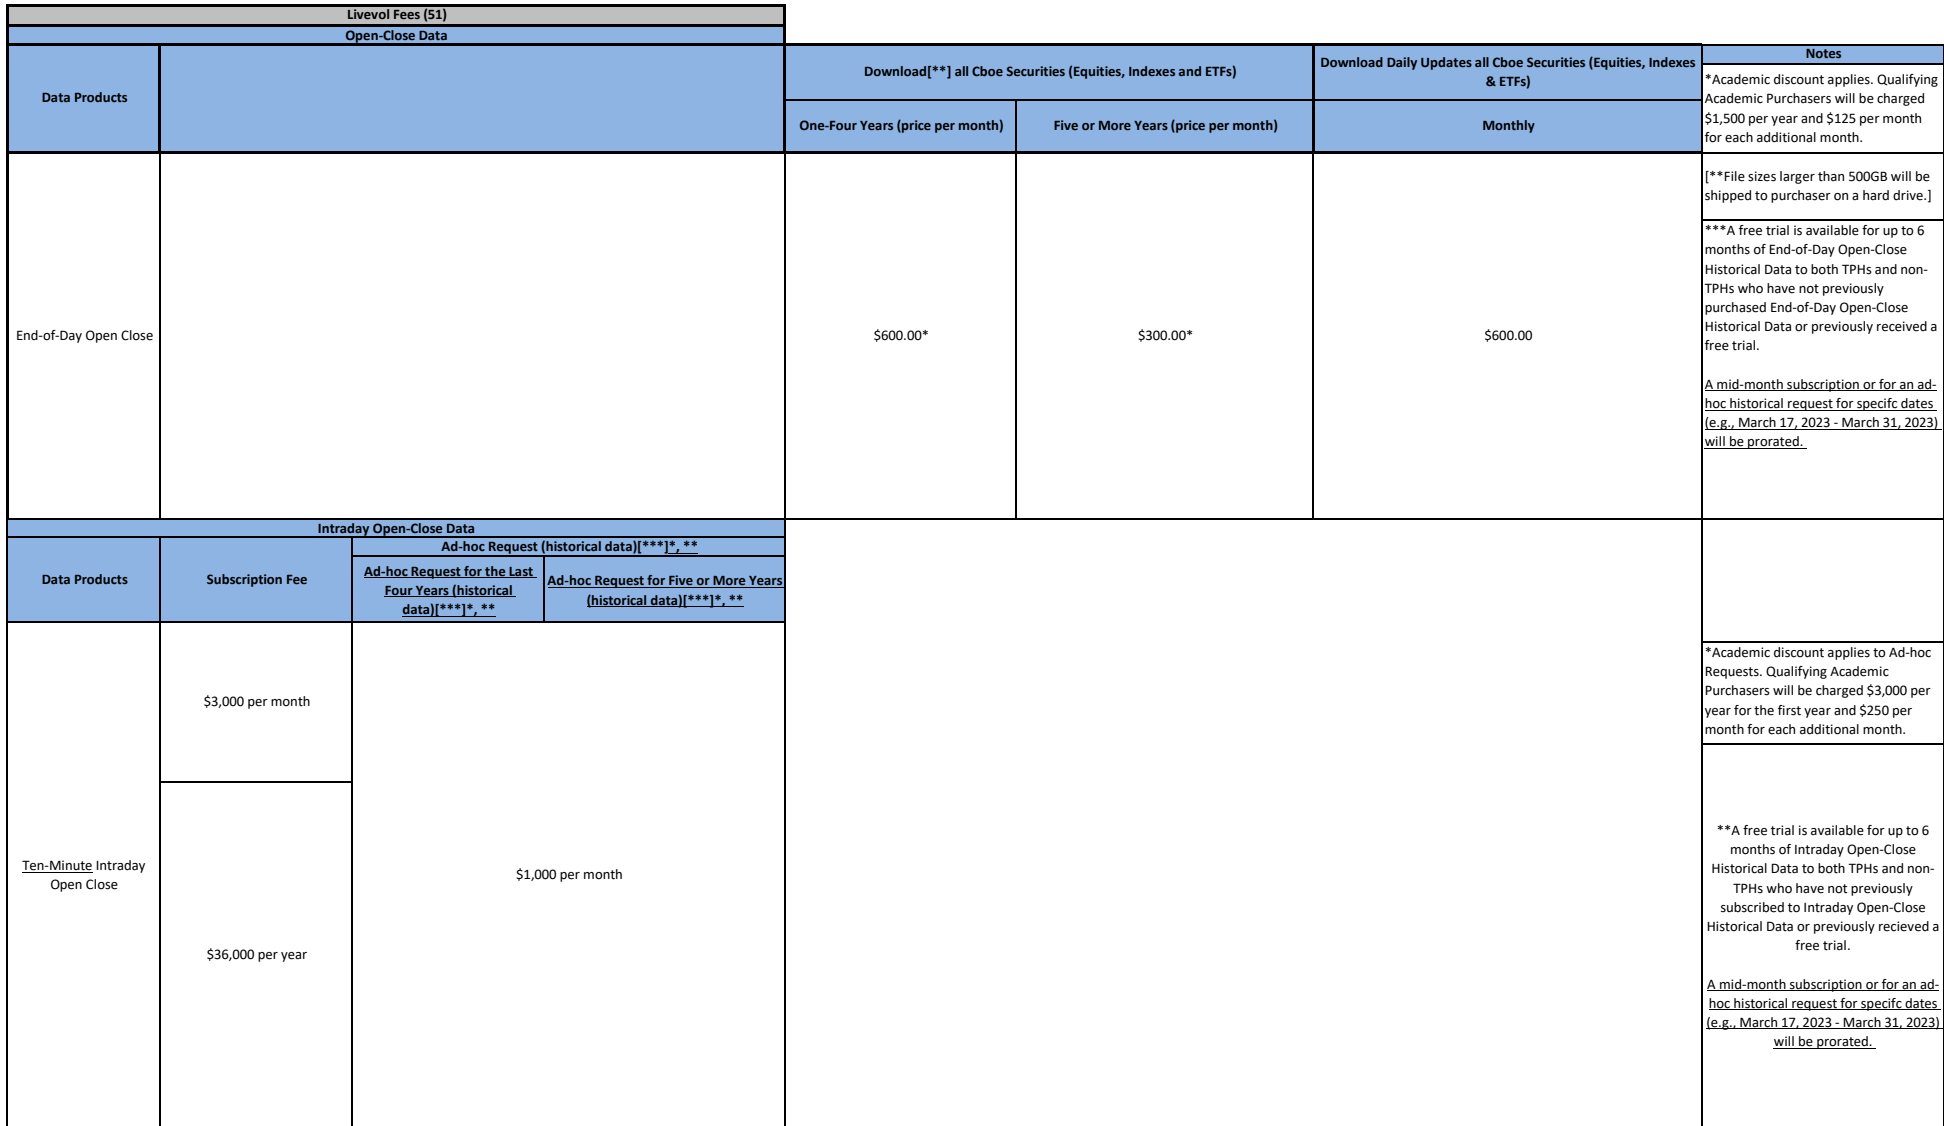 Livevol Fees (51)
Open-Close Data
Data Products
Download[**] all Cboe Securities (Equities, Indexes and ETFs)
Download Daily Updates all Cboe Securities (Equities, Indexes
& ETFs)
One-Four Years (price per month)
Five or More Years (price per month)
Monthly
Notes
*Academic discount applies. Qualifying
Academic Purchasers will be charged
$1,500 per year and $125 per month
for each additional month.
End-of-Day Open Close
$600.00*
$300.00*
$600.00
[**File sizes larger than 500GB will be
shipped to purchaser on a hard drive.]
***A free trial is available for up to 6
months of End-of-Day Open-Close
Historical Data to both TPHs and non-
TPHs who have not previously
purchased End-of-Day Open-Close
Historical Data or previously received a
free trial.
A mid-month subscription or for an ad-
hoc historical request for specifc dates
(e.g., March 17, 2023 - March 31, 2023)
will be prorated.
Intraday Open-Close Data
Data Products
Subscription Fee
Ad-hoc Request (historical data)[***]*, **
Ad-hoc Request for the Last
Four Years (historical
data)[***]*, **
Ad-hoc Request for Five or More Years
(historical data)[***]*, **
Ten-Minute Intraday
Open Close
$3,000 per month
$36,000 per year
$1,000 per month
*Academic discount applies to Ad-hoc
Requests. Qualifying Academic
Purchasers will be charged $3,000 per
year for the first year and $250 per
month for each additional month.
**A free trial is available for up to 6
months of Intraday Open-Close
Historical Data to both TPHs and non-
TPHs who have not previously
subscribed to Intraday Open-Close
Historical Data or previously recieved a
free trial.
A mid-month subscription or for an ad-
hoc historical request for specifc dates
(e.g., March 17, 2023 - March 31, 2023)
will be prorated.